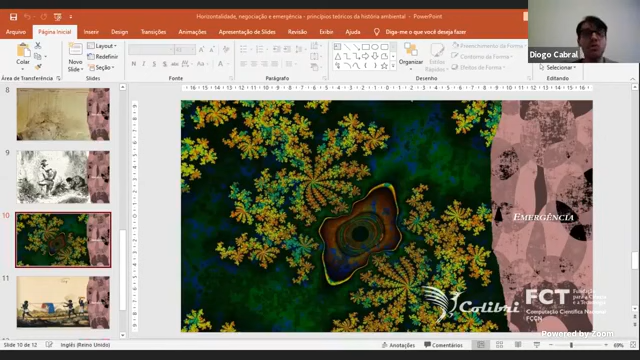 Horizontalidade, negociação e emergência - princípios teóricos da história ambiental - PowerPoint
Arquivo
Página Inicial
Inserir
Design
Transições
Animações
Apresentação de Slides
Revisão
Exibir
Diga-me o que você deseja fazer
Diogo Cabral
Colar
Novo Slide
Layout
Redefinir
Seção
Organizar
Estilos Rápidos
Preenchimento da Forma
Contorno da Forma
Efeitos de Forma
Selecionar
Área de Transferência
Slides
Fonte
Parágrafo
Desenho
Editando
8
9
10
11
EMERGÊNCIA
Colibri
FCT
Fundação para a Ciência e a Tecnologia
Computação Científica Nacional
FCCN
Powered by Zoom
Slide 10 de 12
Inglês (Reino Unido)
Anotações
Comentários
69%